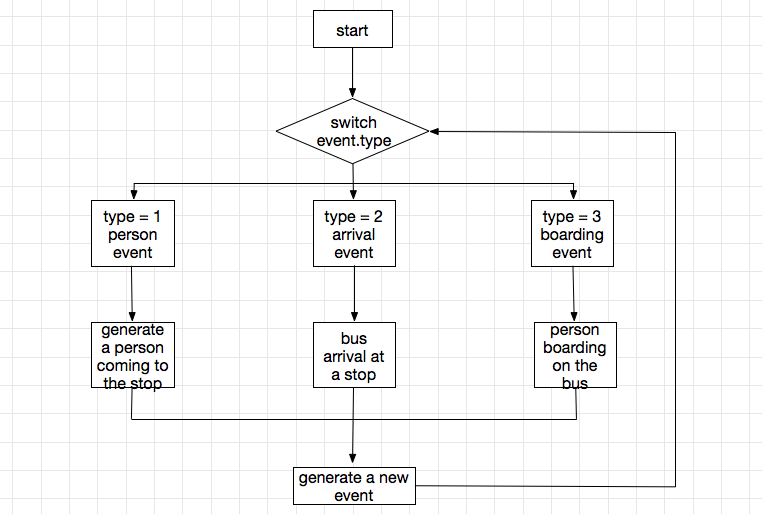 start
switch
event.type
type = 1
person
event
type = 2
arrival
event
type = 3
boarding
event
generate
a person
coming to
the stop
bus
arrival at
a stop
person
boarding
on the
bus
generate a new
event